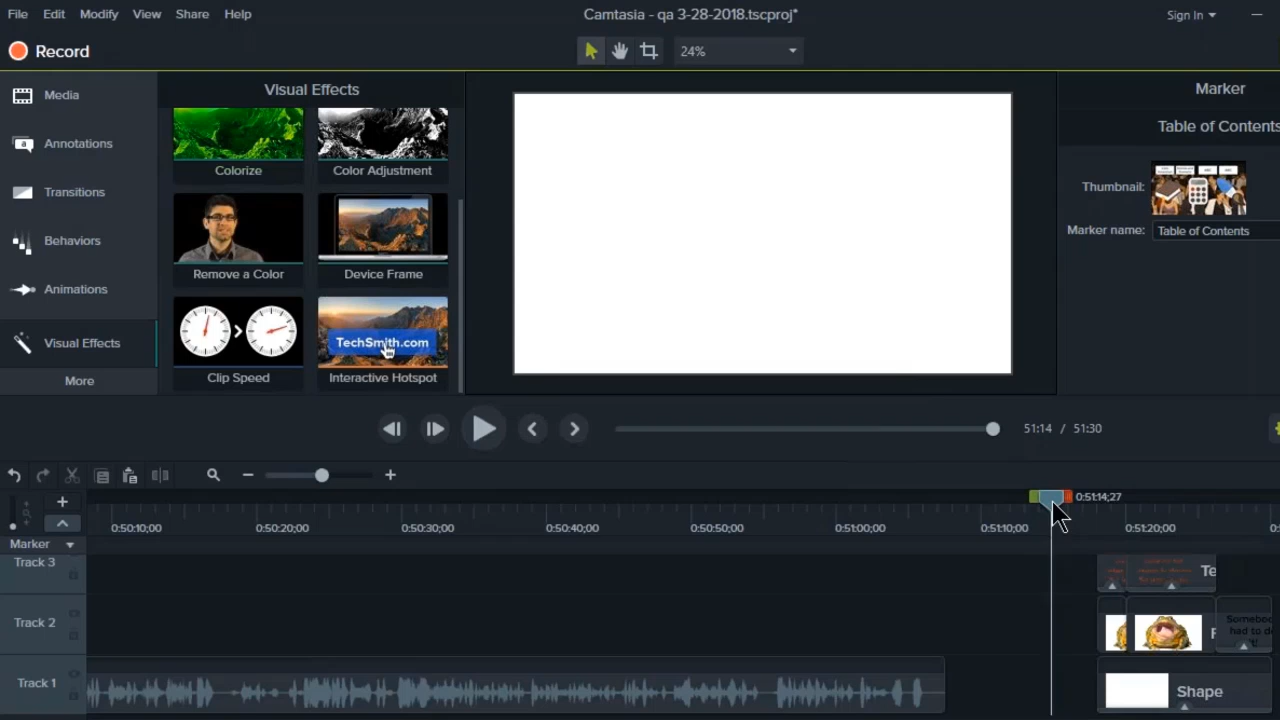 File Edit Modify View Share Help
Camtasia - qa 3-28-2018.tscproj*
Sign In
Record
24%
Media
Annotations
Transitions
Behaviors
Animations
Visual Effects
More
Visual Effects
Colorize
Color Adjustment
Remove a Color
Device Frame
TechSmith.com
Clip Speed
Interactive Hotspot
Marker
Table of Contents
Thumbnail:
Marker name: Table of Contents
51:14 / 51:30
0:51:14;27
0:50:10;00 0:50:20;00 0:50:30;00 0:50:40;00 0:50:50;00 0:51:00;00 0:51:10;00 0:51:20;00
Marker
Track 3
Te
Track 2
F
Somebo
had to d
Track 1
Shape